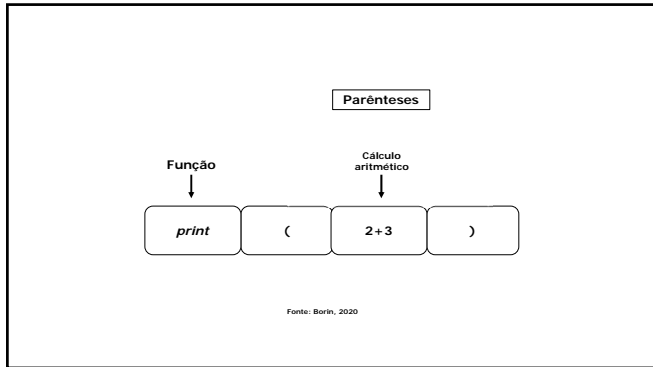 Parênteses
Função
Cálculo
aritmético
print ( 2+3 )
Fonte: Borin, 2020